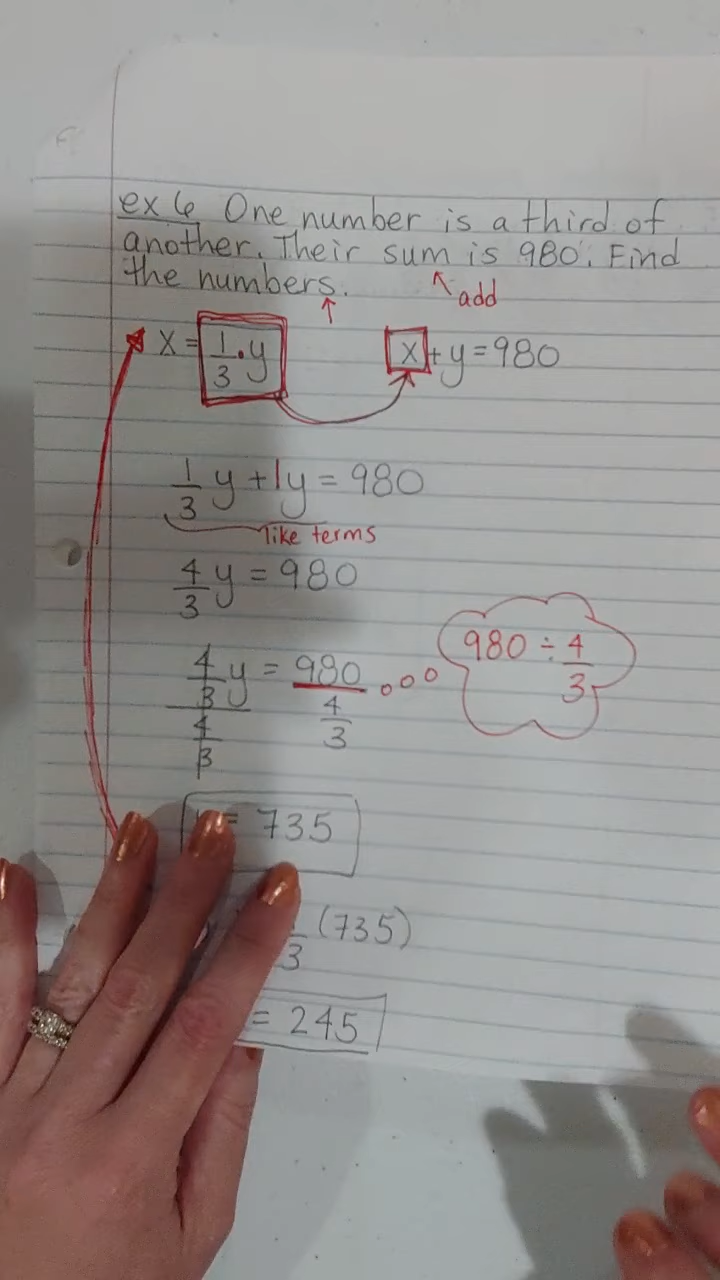 ex 6 One number is a third of
another. Their sum is 980. Find
the numbers.
add
x = 1/3 · y
x + y = 980
1/3 y + 1y = 980
like terms
4/3 y = 980
4/3 y / 4/3 = 980 / 4/3
980 ÷ 4/3
= 735
/3 (735)
= 245